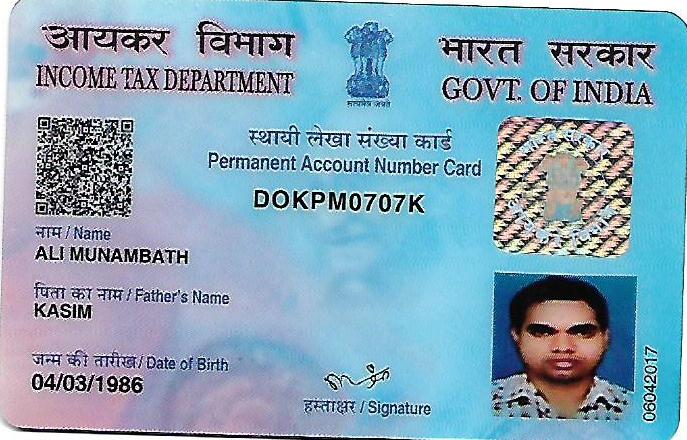 आयकर विभाग
INCOME TAX DEPARTMENT
सत्यमेव जयते
भारत सरकार
GOVT. OF INDIA
स्थायी लेखा संख्या कार्ड
Permanent Account Number Card
DOKPM0707K
नाम / Name
ALI MUNAMBATH
पिता का नाम / Father's Name
KASIM
जन्म की तारीख / Date of Birth
04/03/1986
हस्ताक्षर / Signature
06042017